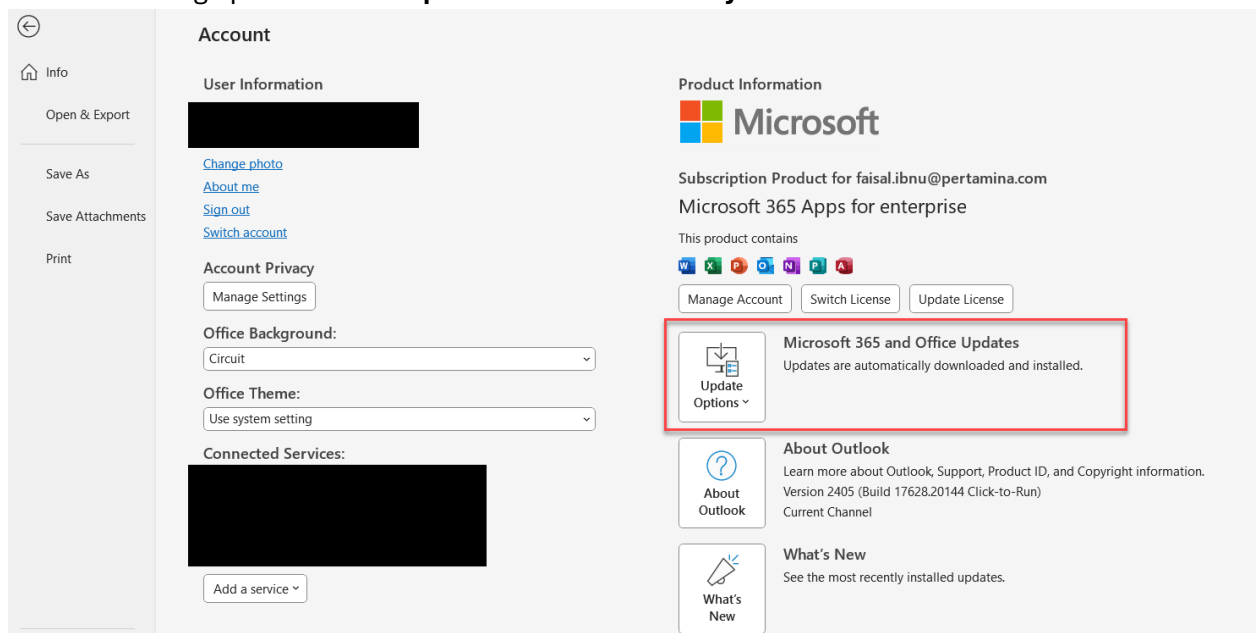 Account
Info
Open & Export
Save As
Save Attachments
Print
User Information
Change photo
About me
Sign out
Switch account
Account Privacy
Manage Settings
Office Background:
Circuit
Office Theme:
Use system setting
Connected Services:
Add a service
Product Information
Microsoft
Subscription Product for faisal.ibnu@pertamina.com
Microsoft 365 Apps for enterprise
This product contains
Manage Account
Switch License
Update License
Update
Options
Microsoft 365 and Office Updates
Updates are automatically downloaded and installed.
About
Outlook
About Outlook
Learn more about Outlook, Support, Product ID, and Copyright information.
Version 2405 (Build 17628.20144 Click-to-Run)
Current Channel
What's
New
What's New
See the most recently installed updates.